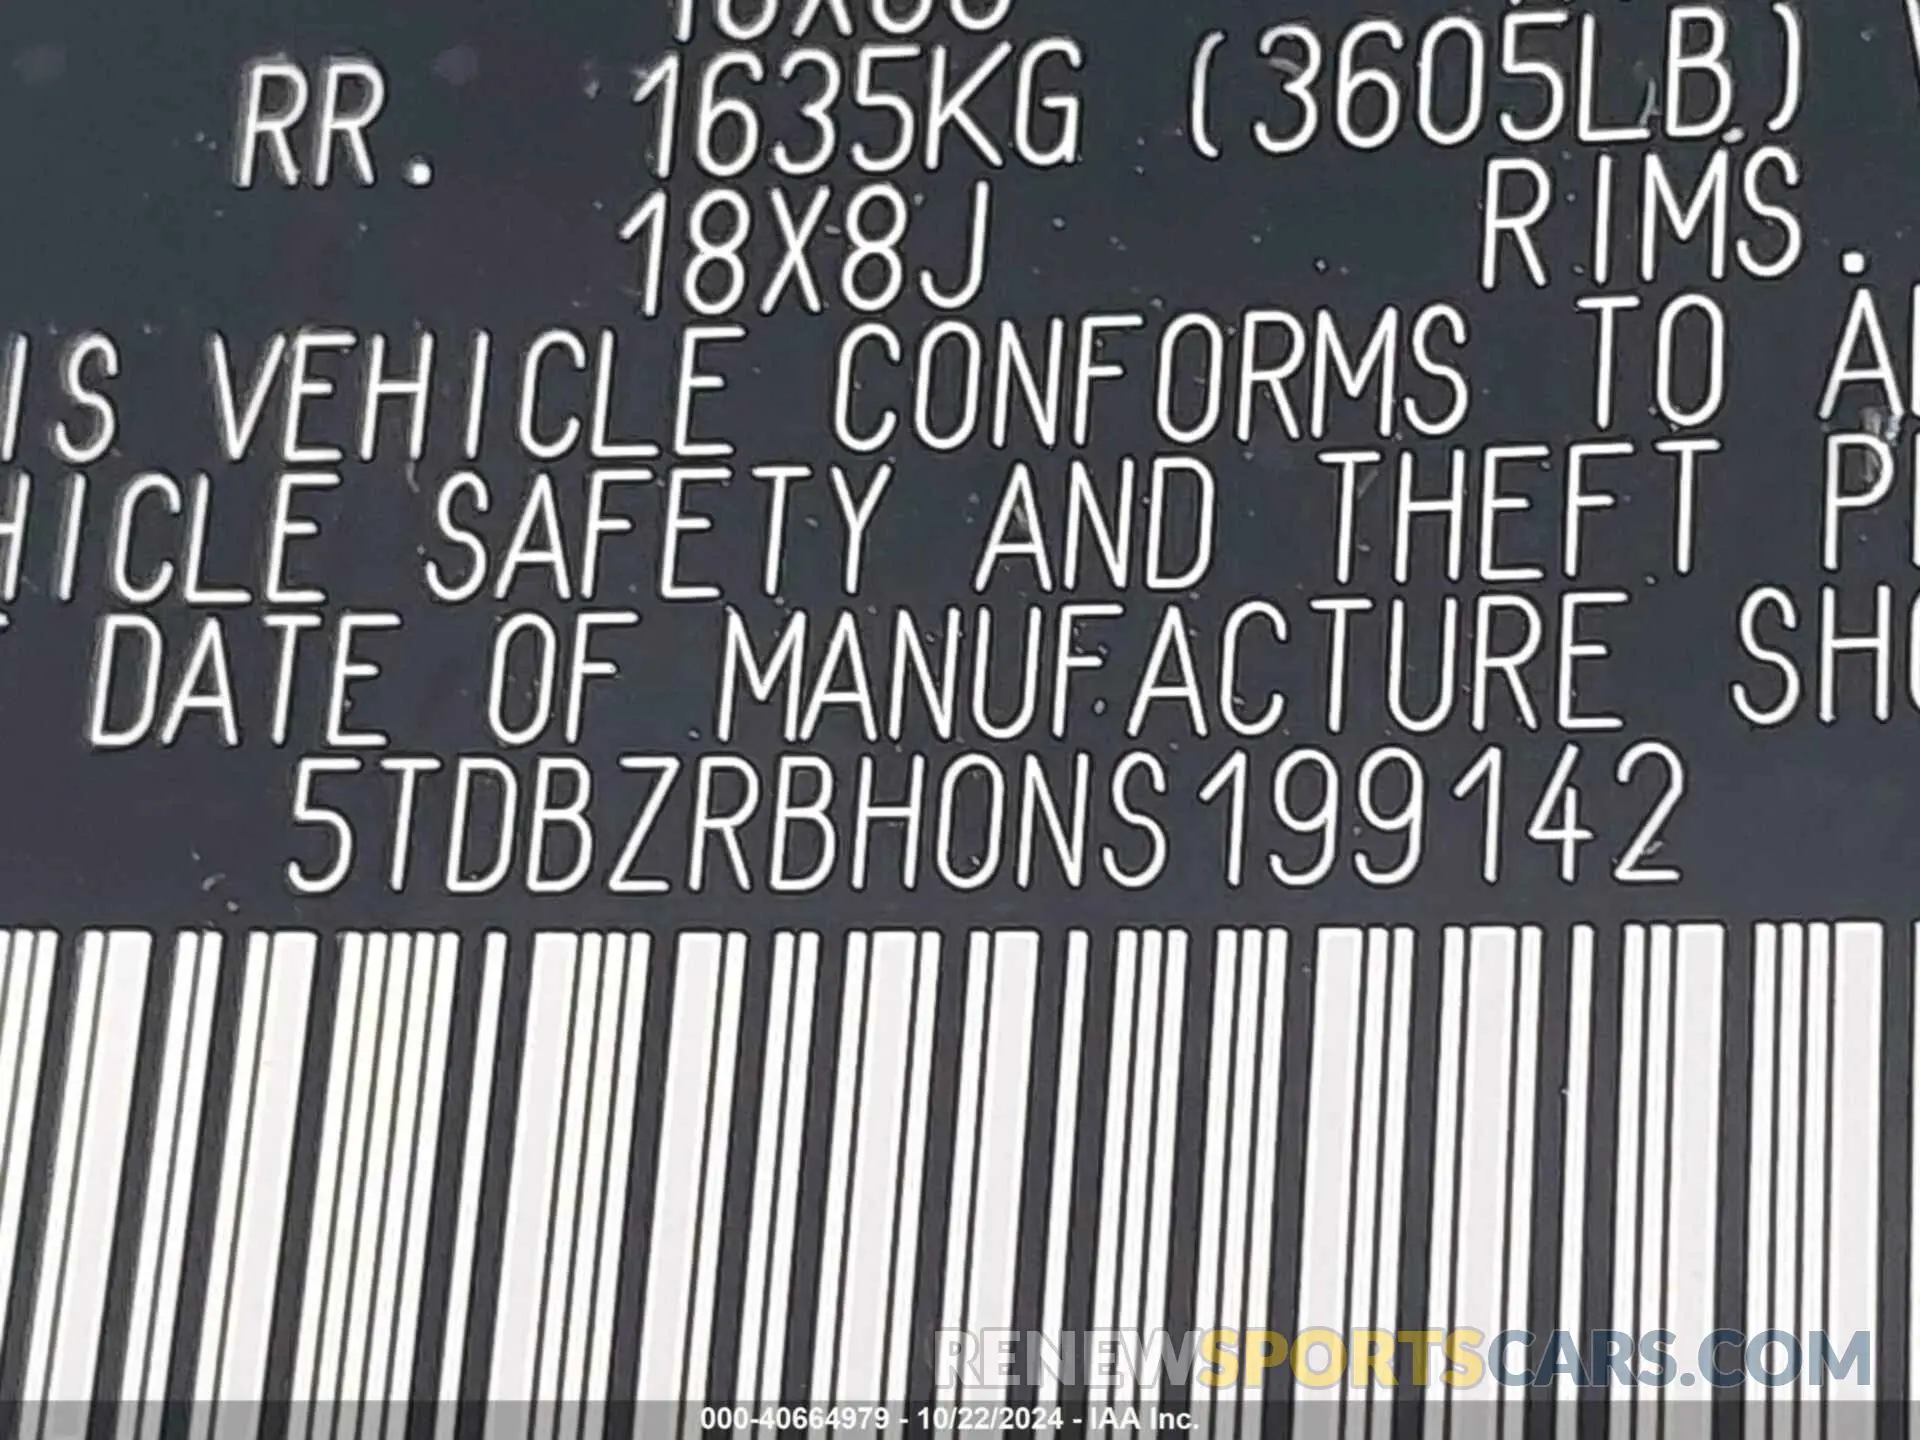 RR. 1635KG (3605LB)
18X8J RIMS.
IS VEHICLE CONFORMS TO
HICLE SAFETY AND THEFT
DATE OF MANUFACTURE
5TDBZRBH0NS199142
RENEWSPORTSCARS.COM
000-40664979 - 10/22/2024 - IAA Inc.